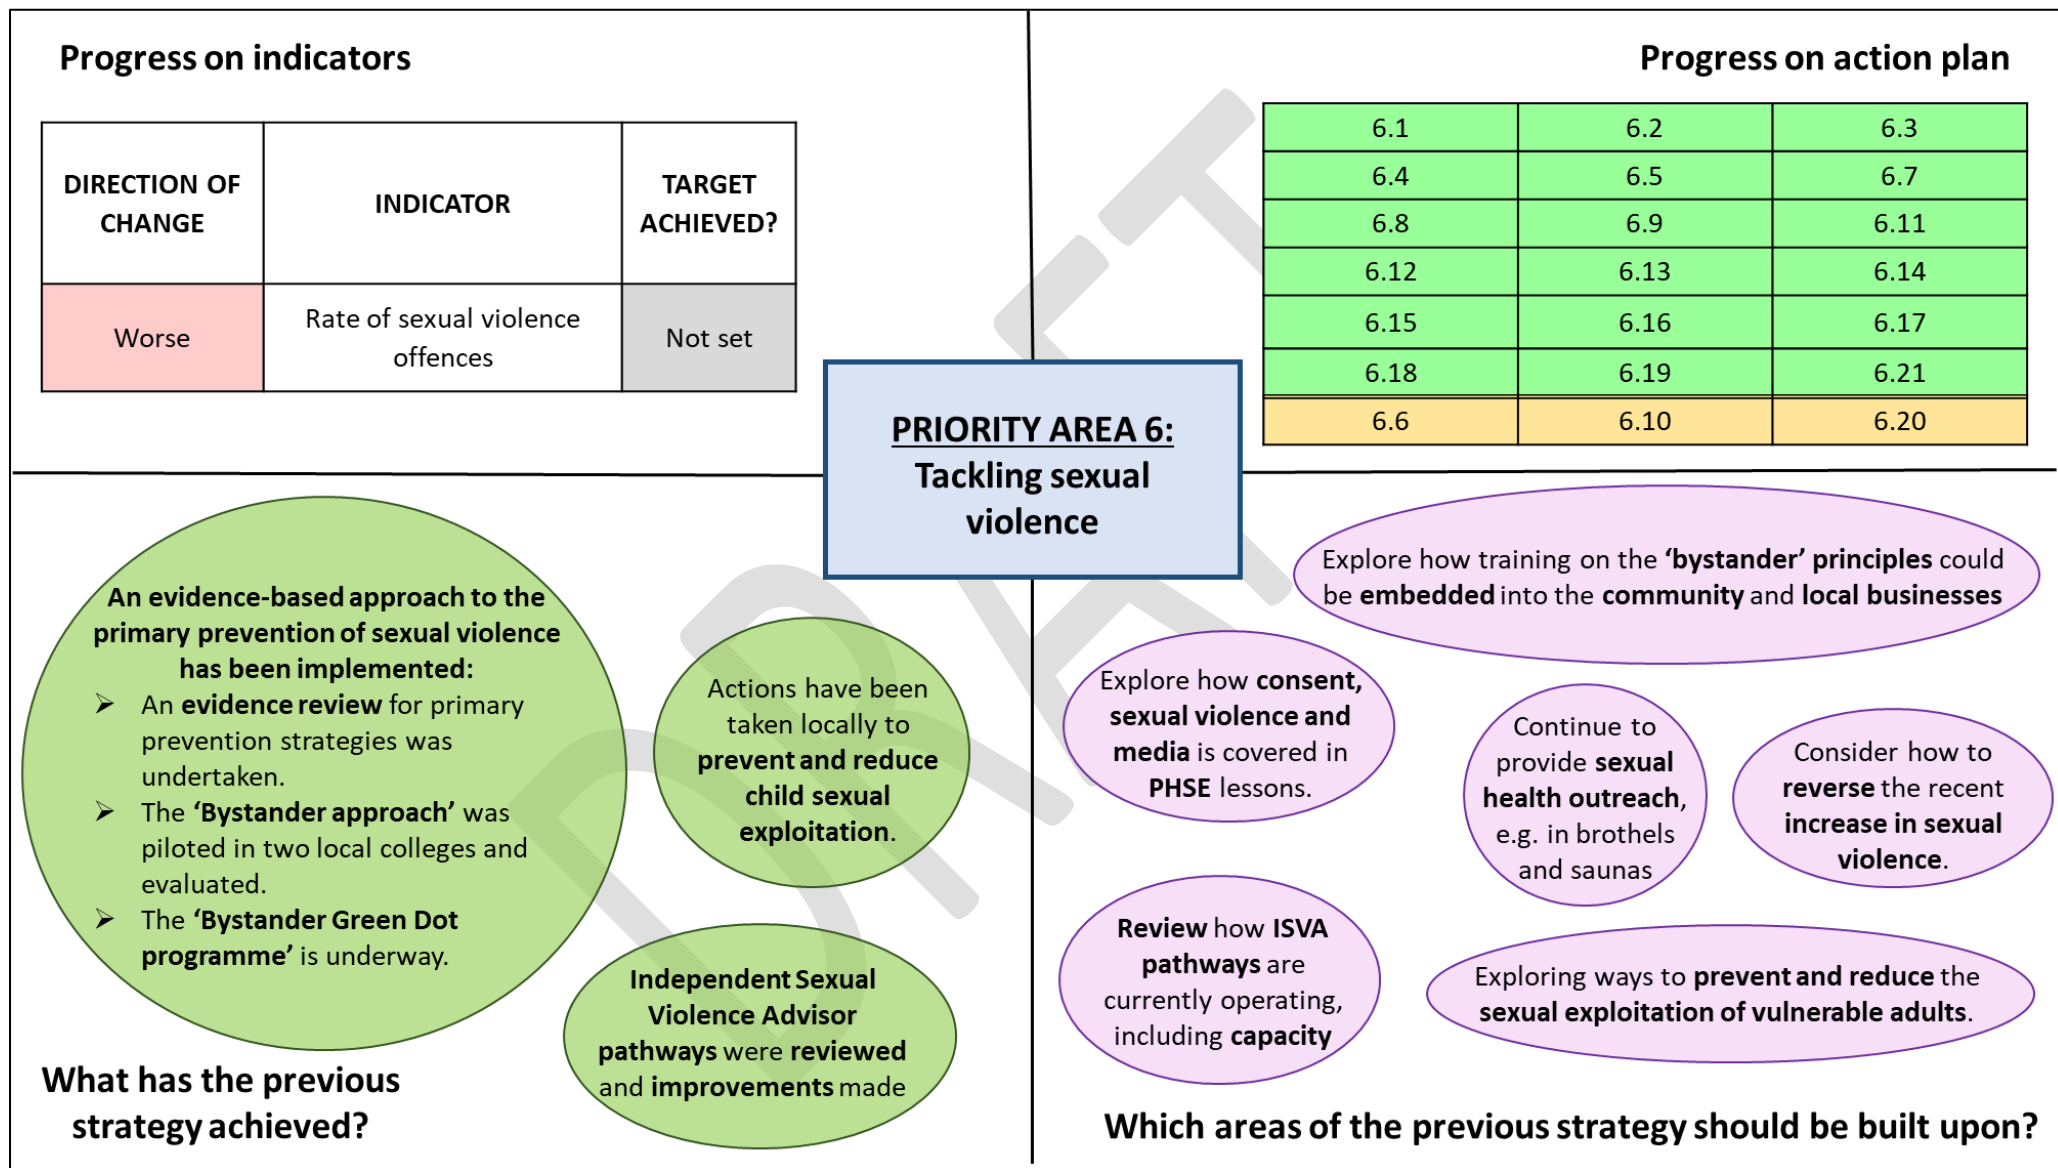 Progress on indicators
DIRECTION OF
CHANGE
INDICATOR
TARGET
ACHIEVED?
Worse
Rate of sexual violence
offences
Not set
Progress on action plan
6.1 6.2 6.3
6.4 6.5 6.7
6.8 6.9 6.11
6.12 6.13 6.14
6.15 6.16 6.17
6.18 6.19 6.21
6.6 6.10 6.20
PRIORITY AREA 6:
Tackling sexual
violence
DRAFT
An evidence-based approach to the
primary prevention of sexual violence
has been implemented:
➢ An evidence review for primary
prevention strategies was
undertaken.
➢ The ‘Bystander approach’ was
piloted in two local colleges and
evaluated.
➢ The ‘Bystander Green Dot
programme’ is underway.
Actions have been
taken locally to
prevent and reduce
child sexual
exploitation.
Independent Sexual
Violence Advisor
pathways were reviewed
and improvements made
What has the previous
strategy achieved?
Explore how training on the ‘bystander’ principles could
be embedded into the community and local businesses
Explore how consent,
sexual violence and
media is covered in
PHSE lessons.
Continue to
provide sexual
health outreach,
e.g. in brothels
and saunas
Consider how to
reverse the recent
increase in sexual
violence.
Review how ISVA
pathways are
currently operating,
including capacity
Exploring ways to prevent and reduce the
sexual exploitation of vulnerable adults.
Which areas of the previous strategy should be built upon?